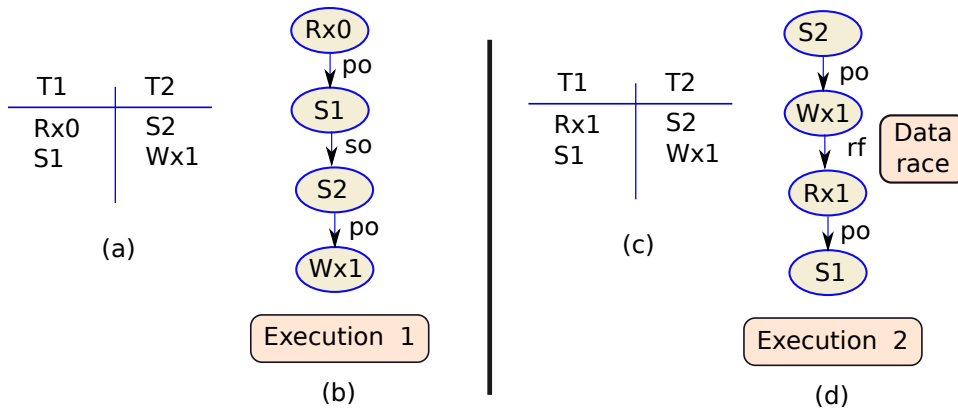 T1 T2
Rx0 S2
S1 Wx1
(a)
Rx0
po
S1
so
S2
po
Wx1
Execution 1
(b)
T1 T2
Rx1 S2
S1 Wx1
(c)
S2
po
Wx1
rf
Data
race
Rx1
po
S1
Execution 2
(d)